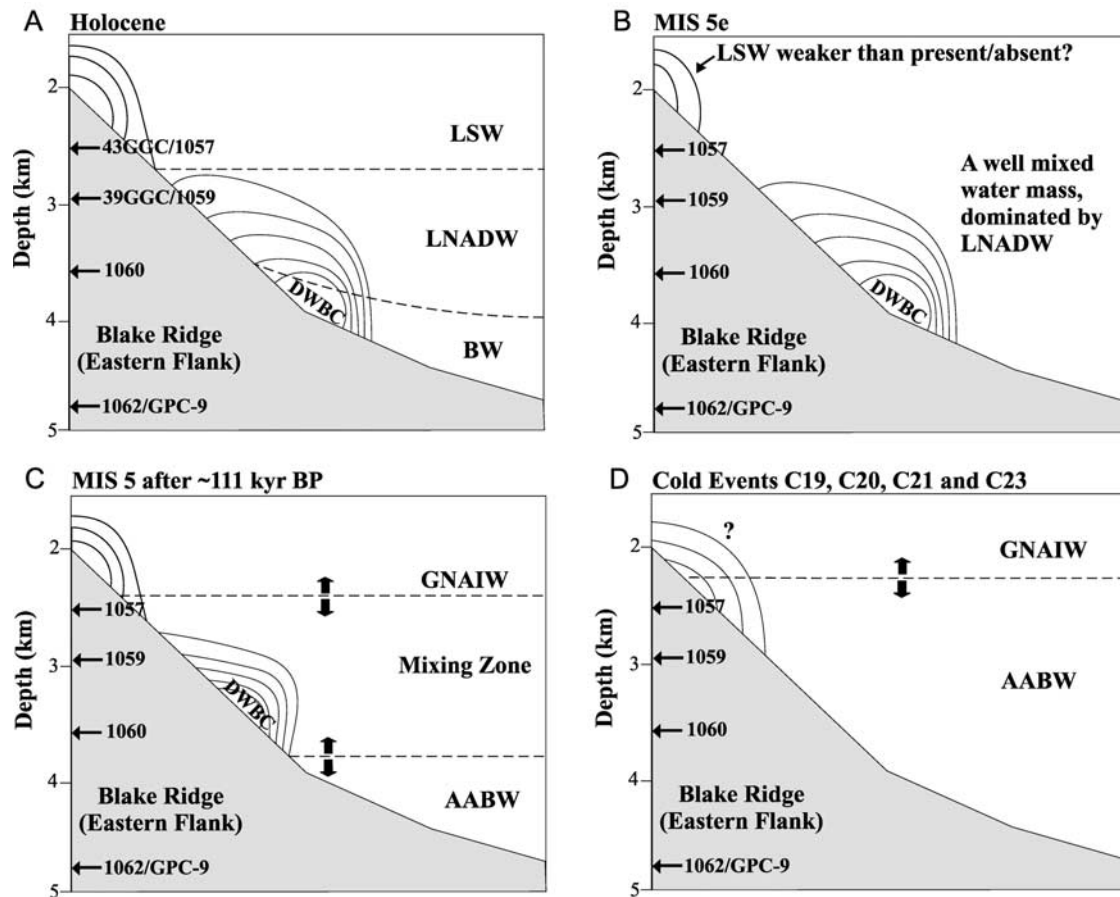 A
Holocene
2
3
4
5
Depth (km)
43GGC/1057
39GGC/1059
1060
1062/GPC-9
Blake Ridge
(Eastern Flank)
LSW
LNADW
DWBC
BW
B
MIS 5e
2
3
4
5
Depth (km)
LSW weaker than present/absent?
1057
1059
1060
1062/GPC-9
Blake Ridge
(Eastern Flank)
A well mixed
water mass,
dominated by
LNADW
DWBC
C
MIS 5 after ~111 kyr BP
2
3
4
5
Depth (km)
1057
1059
1060
1062/GPC-9
Blake Ridge
(Eastern Flank)
GNAIW
Mixing Zone
DWBC
AABW
D
Cold Events C19, C20, C21 and C23
2
3
4
5
Depth (km)
?
1057
1059
1060
1062/GPC-9
Blake Ridge
(Eastern Flank)
GNAIW
AABW